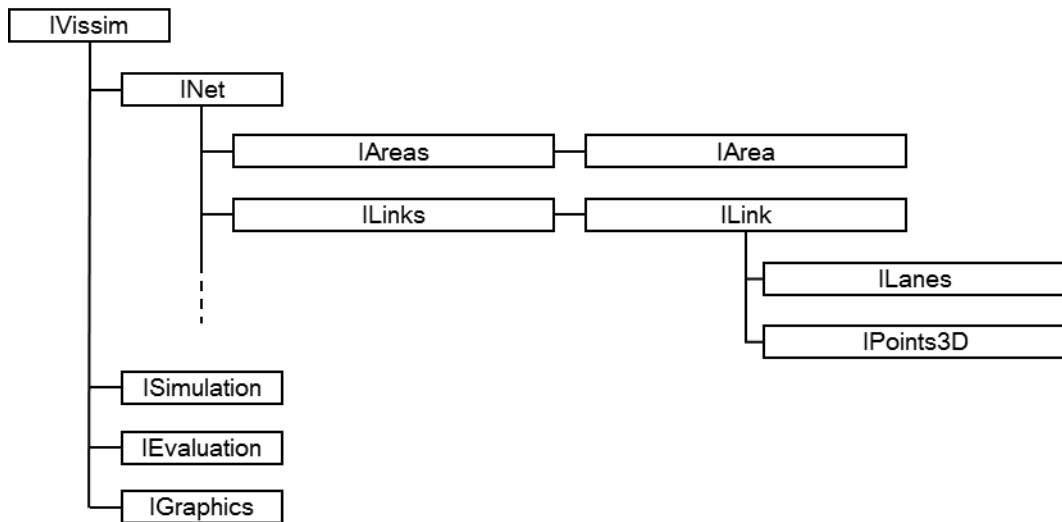 IVissim
INet
IAreas
IArea
ILinks
ILink
ILanes
IPoints3D
ISimulation
IEvaluation
IGraphics